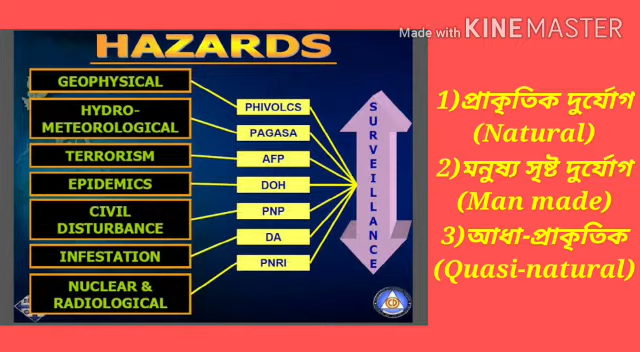 Made with KINEMASTER
HAZARDS
GEOPHYSICAL
HYDRO-
METEOROLOGICAL
TERRORISM
EPIDEMICS
CIVIL
DISTURBANCE
INFESTATION
NUCLEAR &
RADIOLOGICAL
PHIVOLCS
PAGASA
AFP
DOH
PNP
DA
PNRI
SURVEILLANCE
1)প্রাকৃতিক দুর্যোগ
(Natural)
2)মনুষ্য সৃষ্ট দুর্যোগ
(Man made)
3)আধা-প্রাকৃতিক
(Quasi-natural)